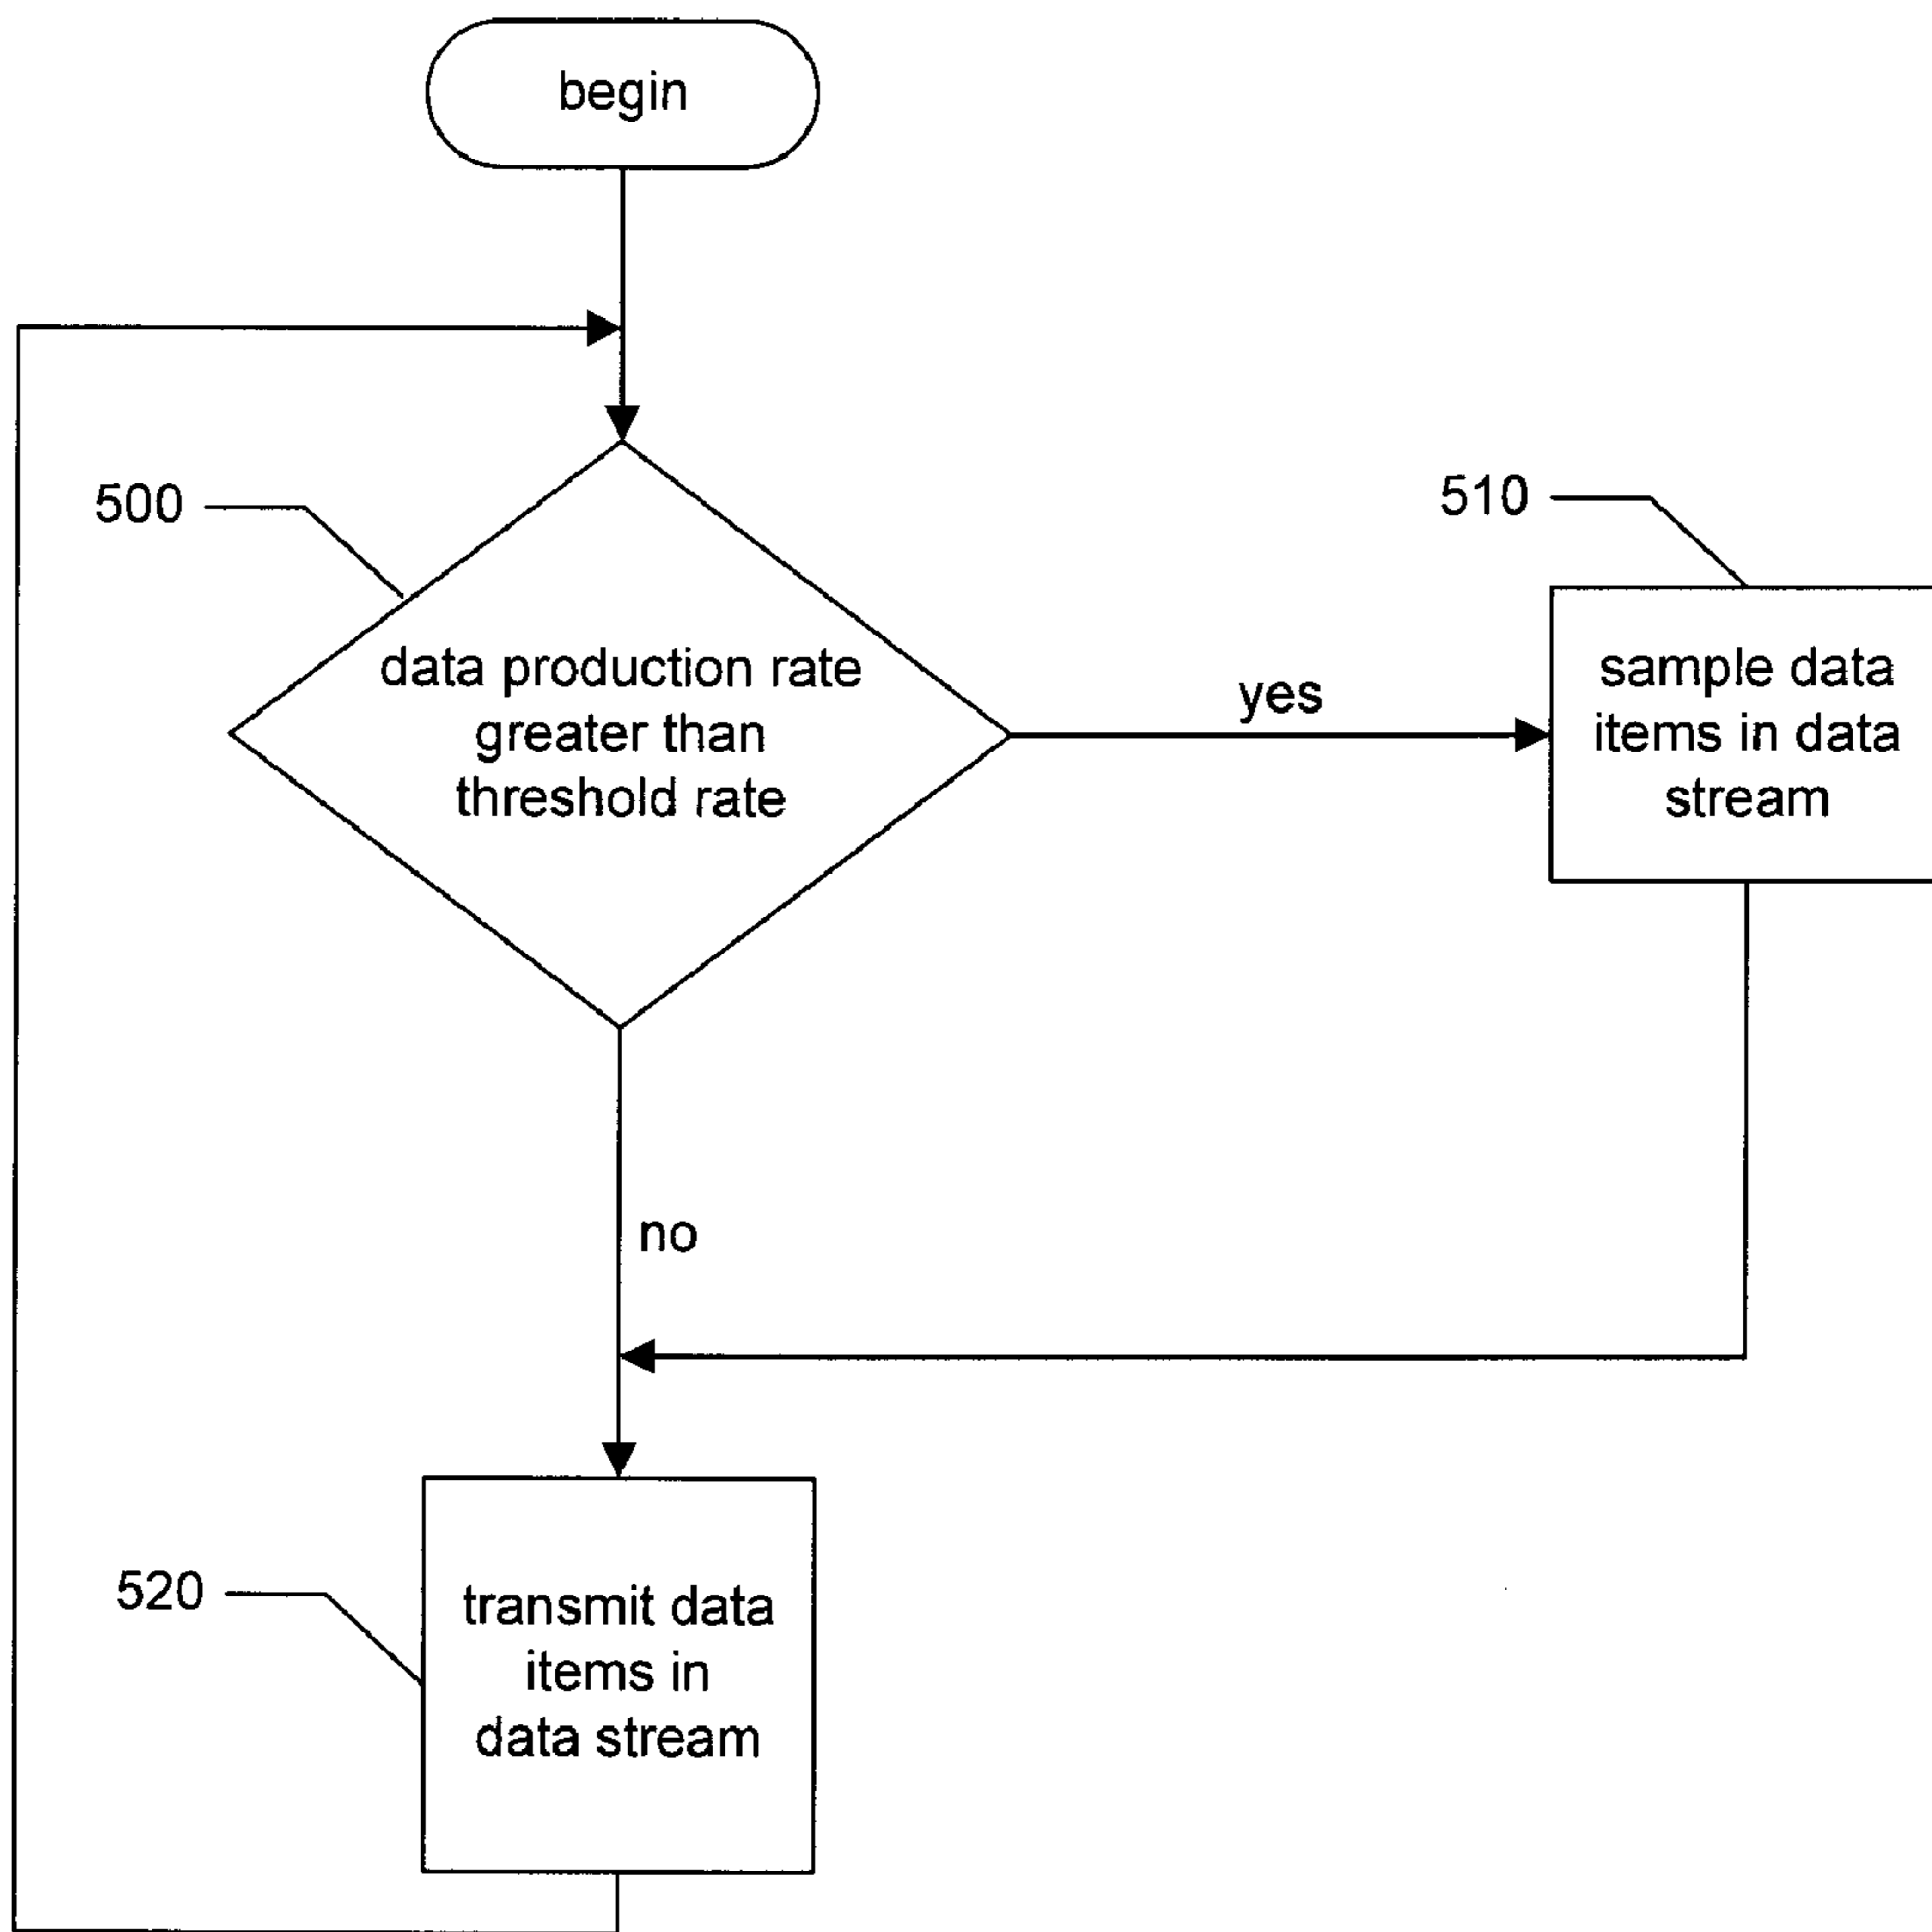 begin
500
data production rate
greater than
threshold rate
yes
510
sample data
items in data
stream
no
520
transmit data
items in
data stream